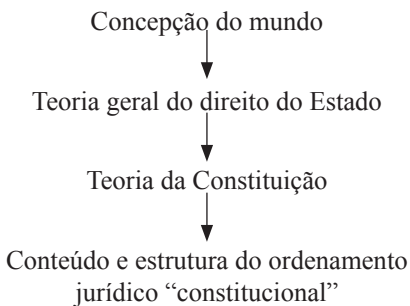 Concepção do mundo
Teoria geral do direito do Estado
Teoria da Constituição
Conteúdo e estrutura do ordenamento
jurídico “constitucional”